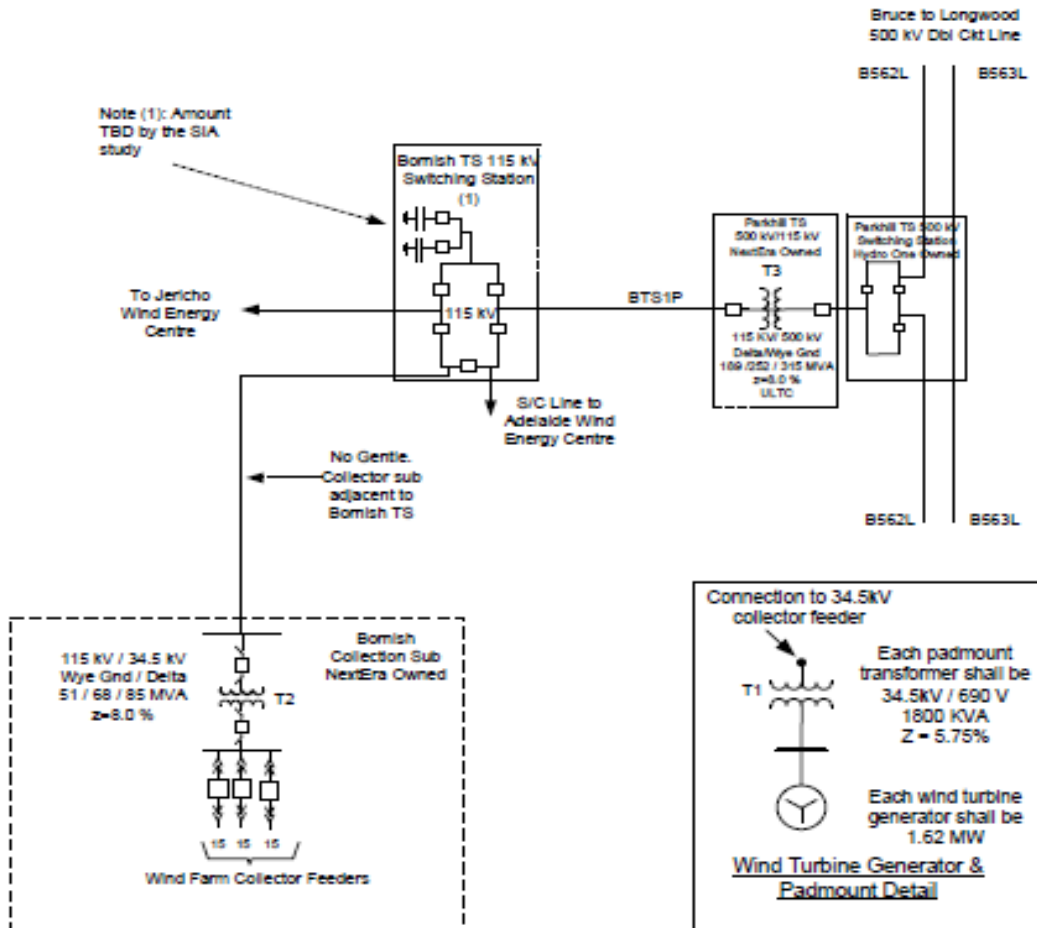 Bruce to Longwood
500 kV Dbl Ckt Line
B562L
B563L
Note (1): Amount
TBD by the SIA
study
Bornish TS 115 kV
Switching Station
(1)
115 kV
To Jericho
Wind Energy
Centre
S/C Line to
Adelaide Wind
Energy Centre
BTS1P
Parkhill TS
500 kV/115 kV
NextEra Owned
T3
115 KV/ 500 kV
Delta/Wye Gnd
189 /252 / 315 MVA
z=8.0 %
ULTC
Parkhill TS 500 kV
Switching Station
Hydro One Owned
B562L
B563L
No Gentie.
Collector sub
adjacent to
Bornish TS
Bornish
Collection Sub
NextEra Owned
115 kV / 34.5 kV
Wye Gnd / Delta
51 / 68 / 85 MVA
z=8.0 %
T2
15 15 15
Wind Farm Collector Feeders
Connection to 34.5kV
collector feeder
T1
Each padmount
transformer shall be
34.5kV / 690 V
1800 KVA
Z = 5.75%
Each wind turbine
generator shall be
1.62 MW
Wind Turbine Generator &
Padmount Detail